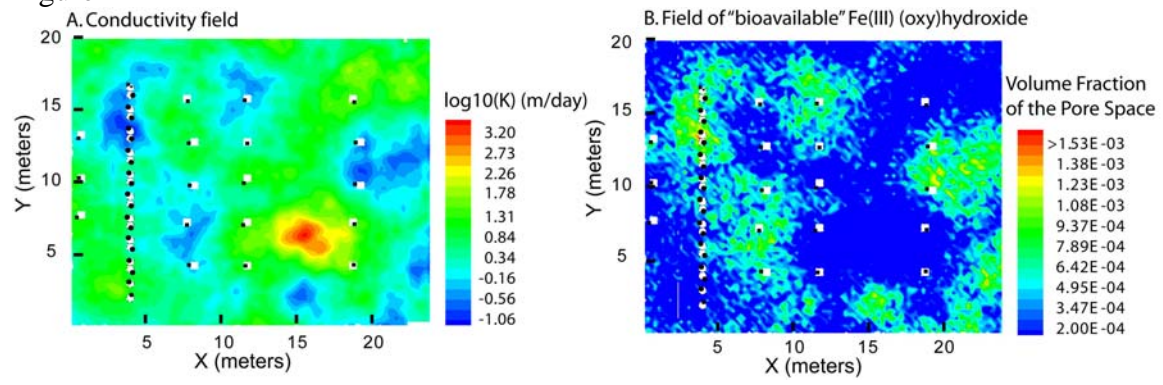 A. Conductivity field
20
15
10
5
Y (meters)
5 10 15 20
X (meters)
log10(K) (m/day)
3.20
2.73
2.26
1.78
1.31
0.84
0.34
-0.16
-0.56
-1.06
B. Field of "bioavailable" Fe(III) (oxy)hydroxide
20
15
10
5
Y (meters)
5 10 15 20
X (meters)
Volume Fraction
of the Pore Space
>1.53E-03
1.38E-03
1.23E-03
1.08E-03
9.37E-04
7.89E-04
6.42E-04
4.95E-04
3.47E-04
2.00E-04